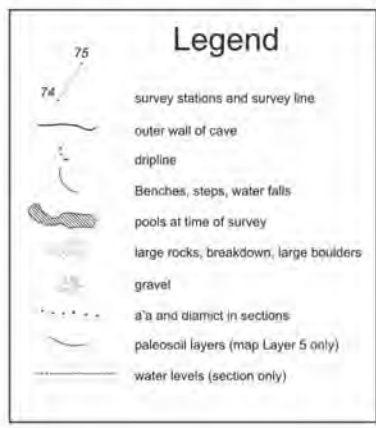 Legend
75
74
survey stations and survey line
outer wall of cave
dripline
Benches, steps, water falls
pools at time of survey
large rocks, breakdown, large boulders
gravel
a'a and diamict in sections
paleosoil layers (map Layer 5 only)
water levels (section only)